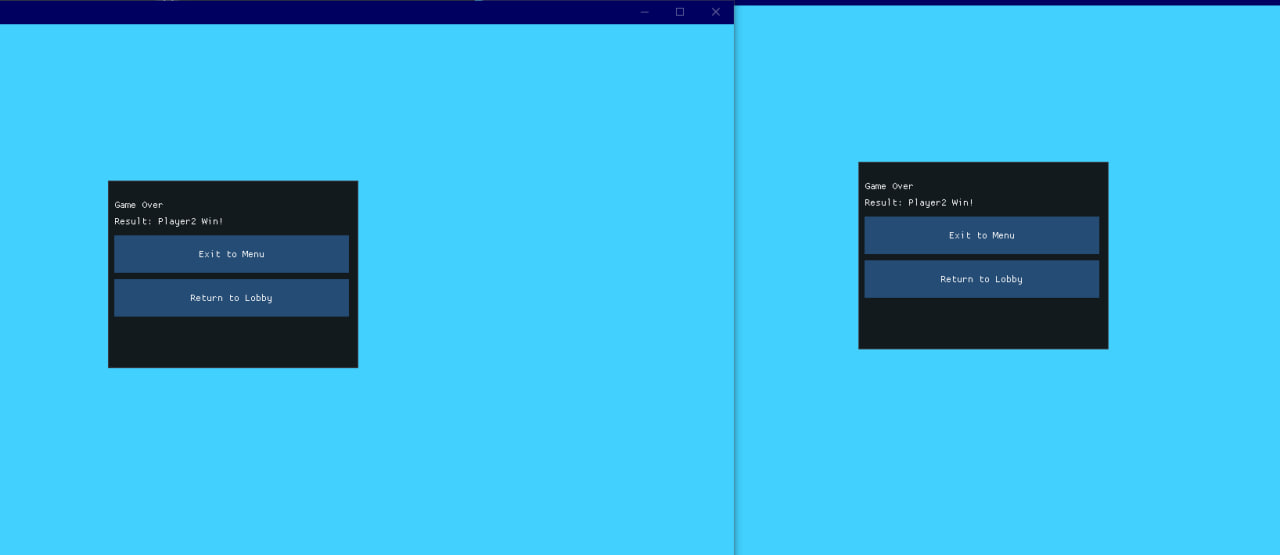 Game Over
Result: Player2 Win!
Exit to Menu
Return to Lobby
Game Over
Result: Player2 Win!
Exit to Menu
Return to Lobby